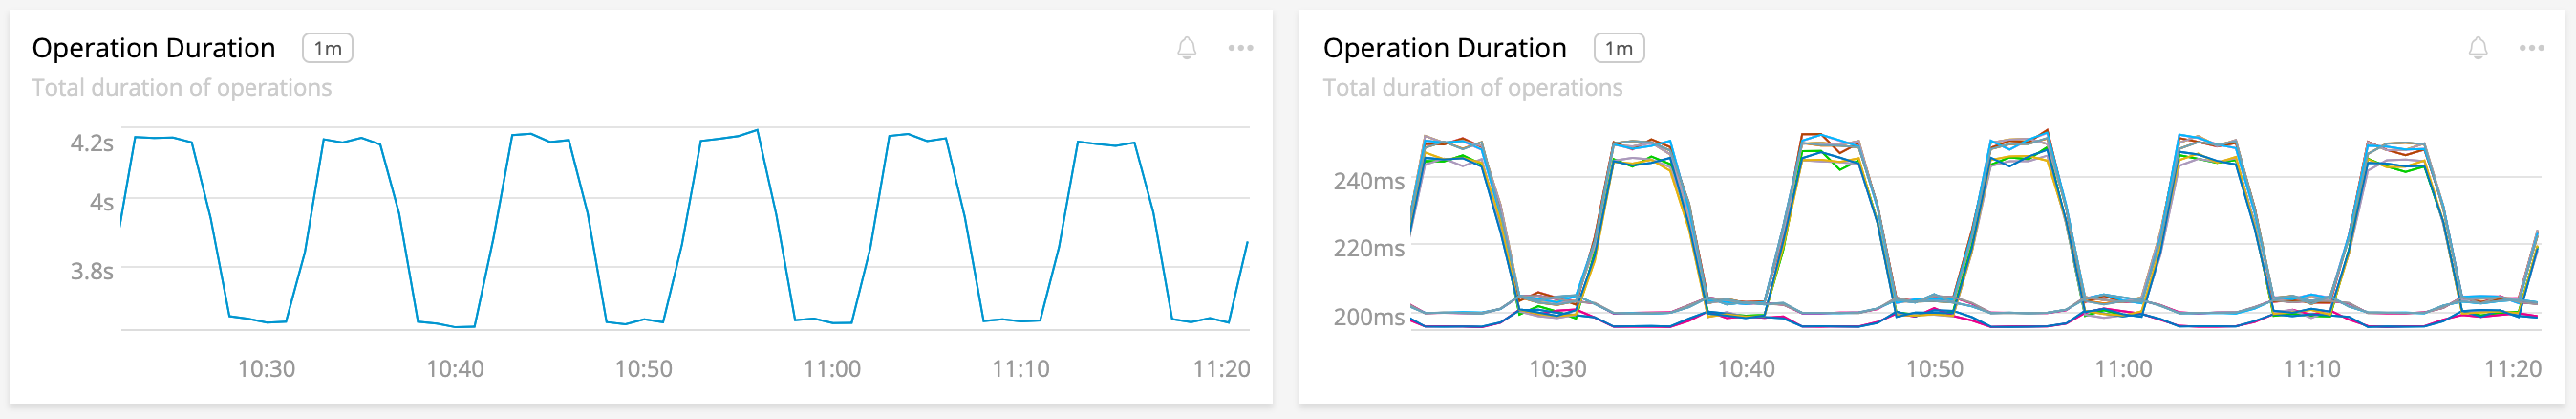 Operation Duration 1m
Total duration of operations
4.2s
4s
3.8s
10:30 10:40 10:50 11:00 11:10 11:20
Operation Duration 1m
Total duration of operations
240ms
220ms
200ms
10:30 10:40 10:50 11:00 11:10 11:20